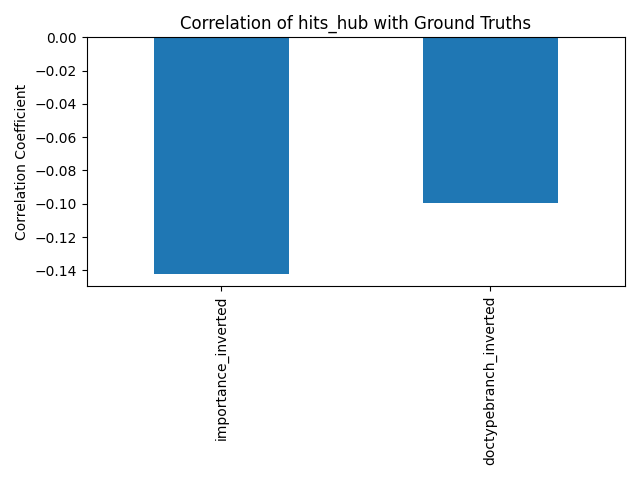 Correlation of hits_hub with Ground Truths
Correlation Coefficient
0.00
−0.02
−0.04
−0.06
−0.08
−0.10
−0.12
−0.14
importance_inverted
doctypebranch_inverted